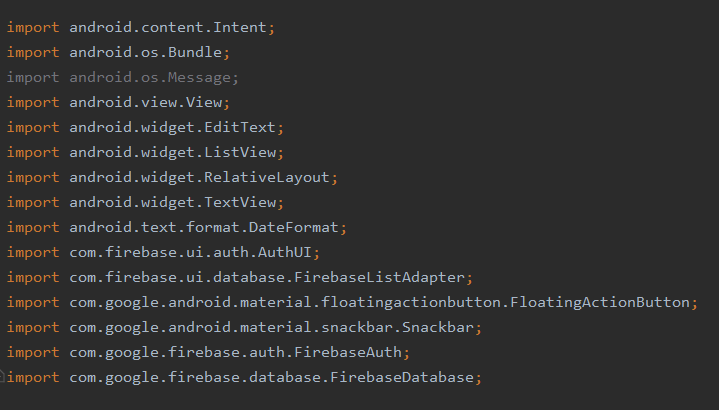 import android.content.Intent;
import android.os.Bundle;
import android.os.Message;
import android.view.View;
import android.widget.EditText;
import android.widget.ListView;
import android.widget.RelativeLayout;
import android.widget.TextView;
import android.text.format.DateFormat;
import com.firebase.ui.auth.AuthUI;
import com.firebase.ui.database.FirebaseListAdapter;
import com.google.android.material.floatingactionbutton.FloatingActionButton;
import com.google.android.material.snackbar.Snackbar;
import com.google.firebase.auth.FirebaseAuth;
import com.google.firebase.database.FirebaseDatabase;